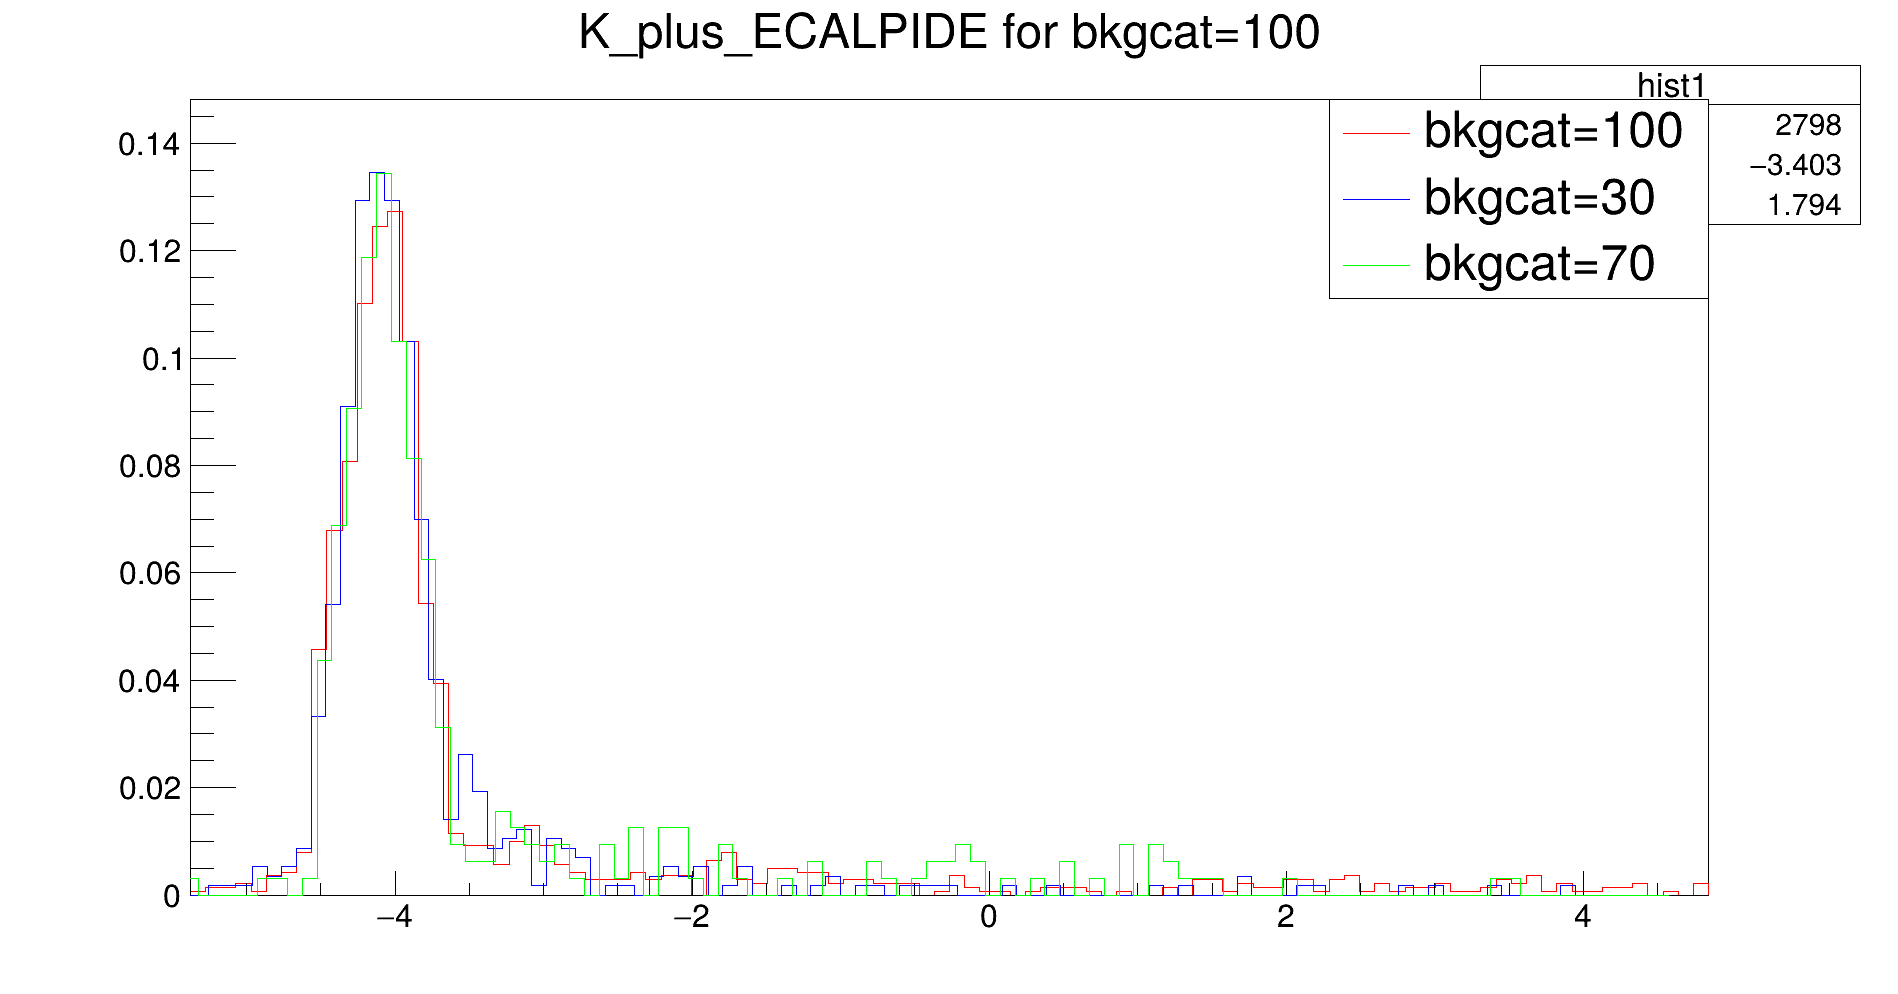 K_plus_ECALPIDE for bkgcat=100
hist1
2798
−3.403
1.794
bkgcat=100
bkgcat=30
bkgcat=70
0.14
0.12
0.1
0.08
0.06
0.04
0.02
0
−4 −2 0 2 4